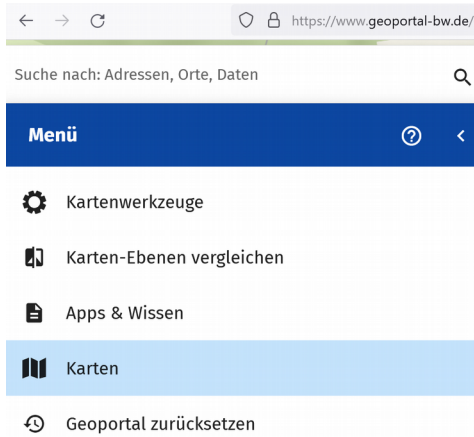 https://www.geoportal-bw.de/
Suche nach: Adressen, Orte, Daten
Menü
Kartenwerkzeuge
Karten-Ebenen vergleichen
Apps & Wissen
Karten
Geoportal zurücksetzen